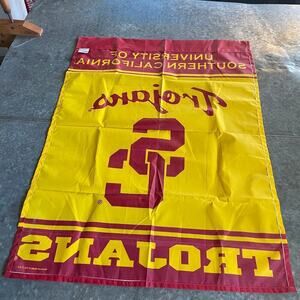 UNIVERSITY OF
SOUTHERN CALIFORNIA
Trojans
SC
®
TROJANS